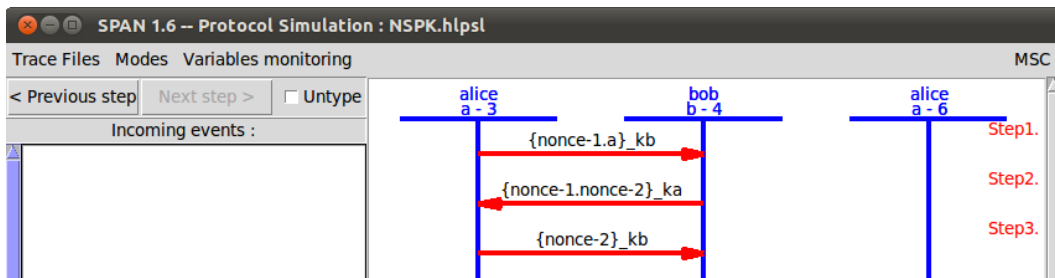 SPAN 1.6 -- Protocol Simulation : NSPK.hlpsl
Trace Files Modes Variables monitoring MSC
< Previous step Next step > Untype
Incoming events :
alice bob alice
a - 3 b - 4 a - 6
Step1.
{nonce-1.a}_kb
Step2.
{nonce-1.nonce-2}_ka
Step3.
{nonce-2}_kb